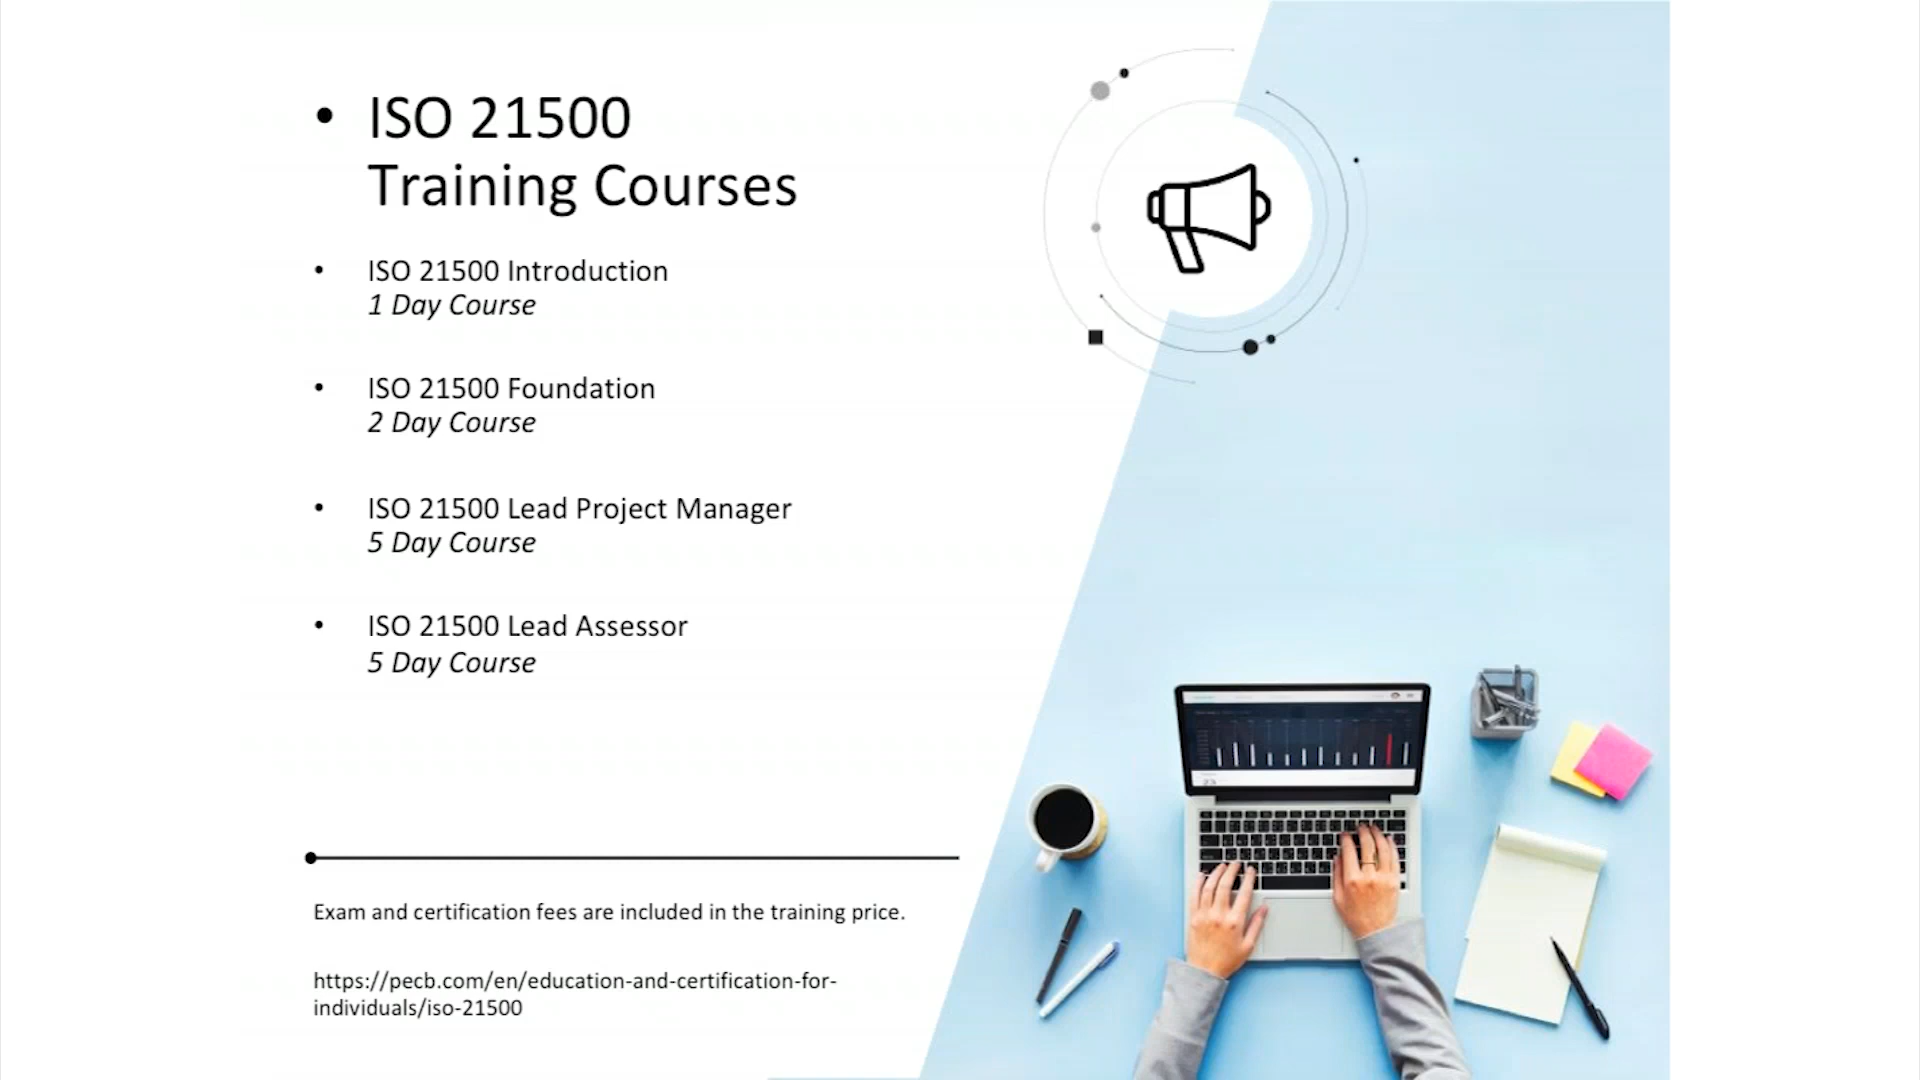 • ISO 21500
Training Courses
• ISO 21500 Introduction
1 Day Course
• ISO 21500 Foundation
2 Day Course
• ISO 21500 Lead Project Manager
5 Day Course
• ISO 21500 Lead Assessor
5 Day Course
Exam and certification fees are included in the training price.
https://pecb.com/en/education-and-certification-for-
individuals/iso-21500